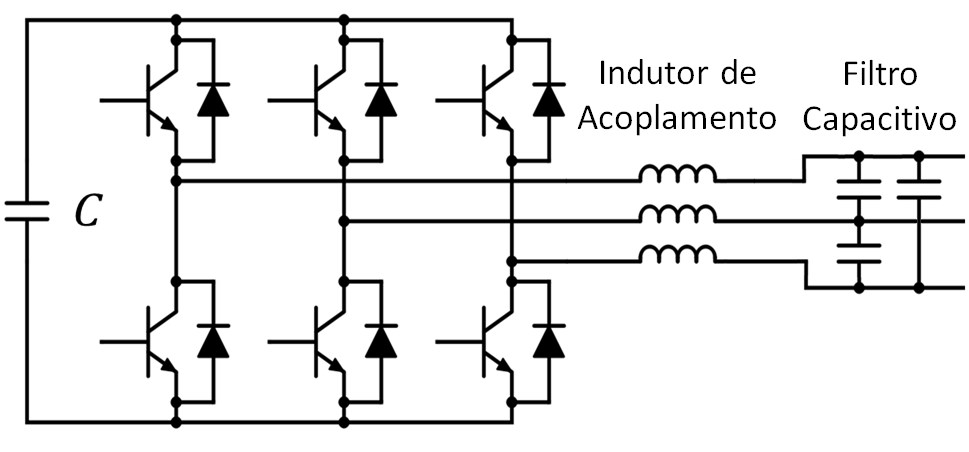 Indutor de
Acoplamento
Filtro
Capacitivo
C